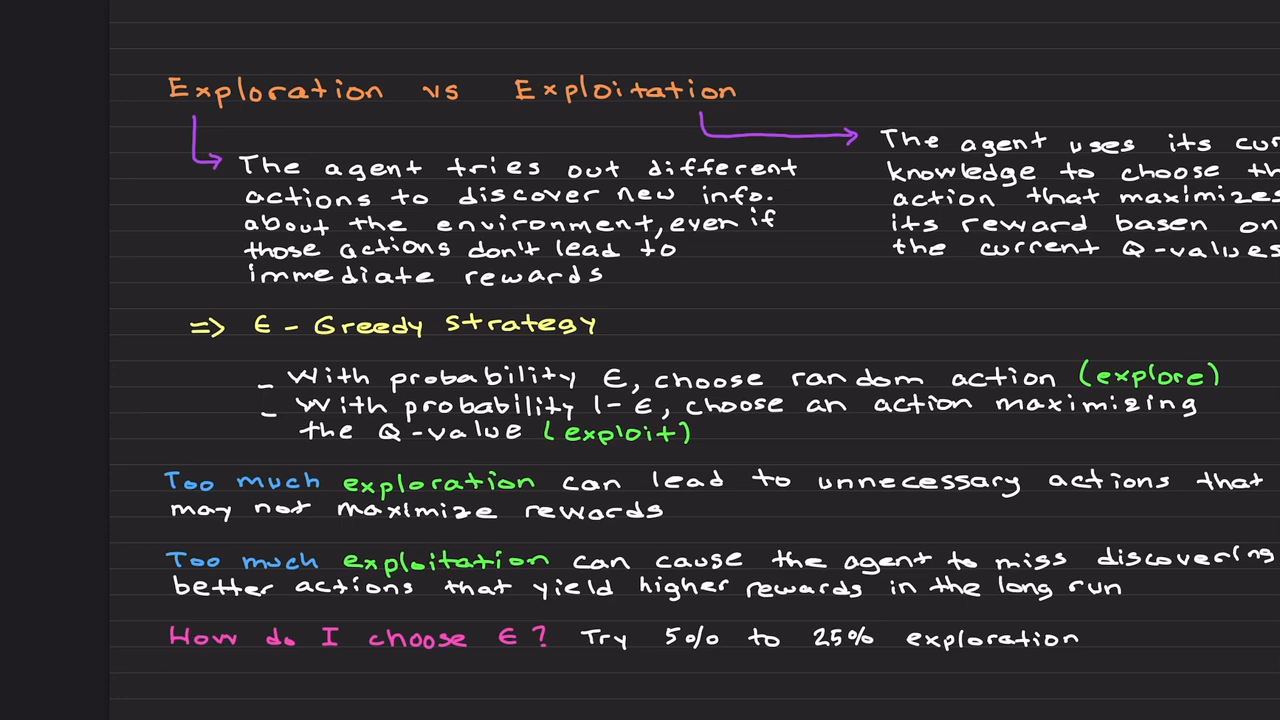 Exploration vs Exploitation
The agent tries out different
actions to discover new info.
about the environment, even if
those actions don't lead to
immediate rewards
The agent uses its
knowledge to choose
action that maximizes
its reward basen on
the current Q-values
=> ϵ - Greedy strategy
- With probability ϵ, choose random action (explore)
- With probability 1-ϵ, choose an action maximizing
the Q-value (exploit)
Too much exploration can lead to unnecessary actions that
may not maximize rewards
Too much exploitation can cause the agent to miss discovering
better actions that yield higher rewards in the long run
How do I choose ϵ? Try 5% to 25% exploration